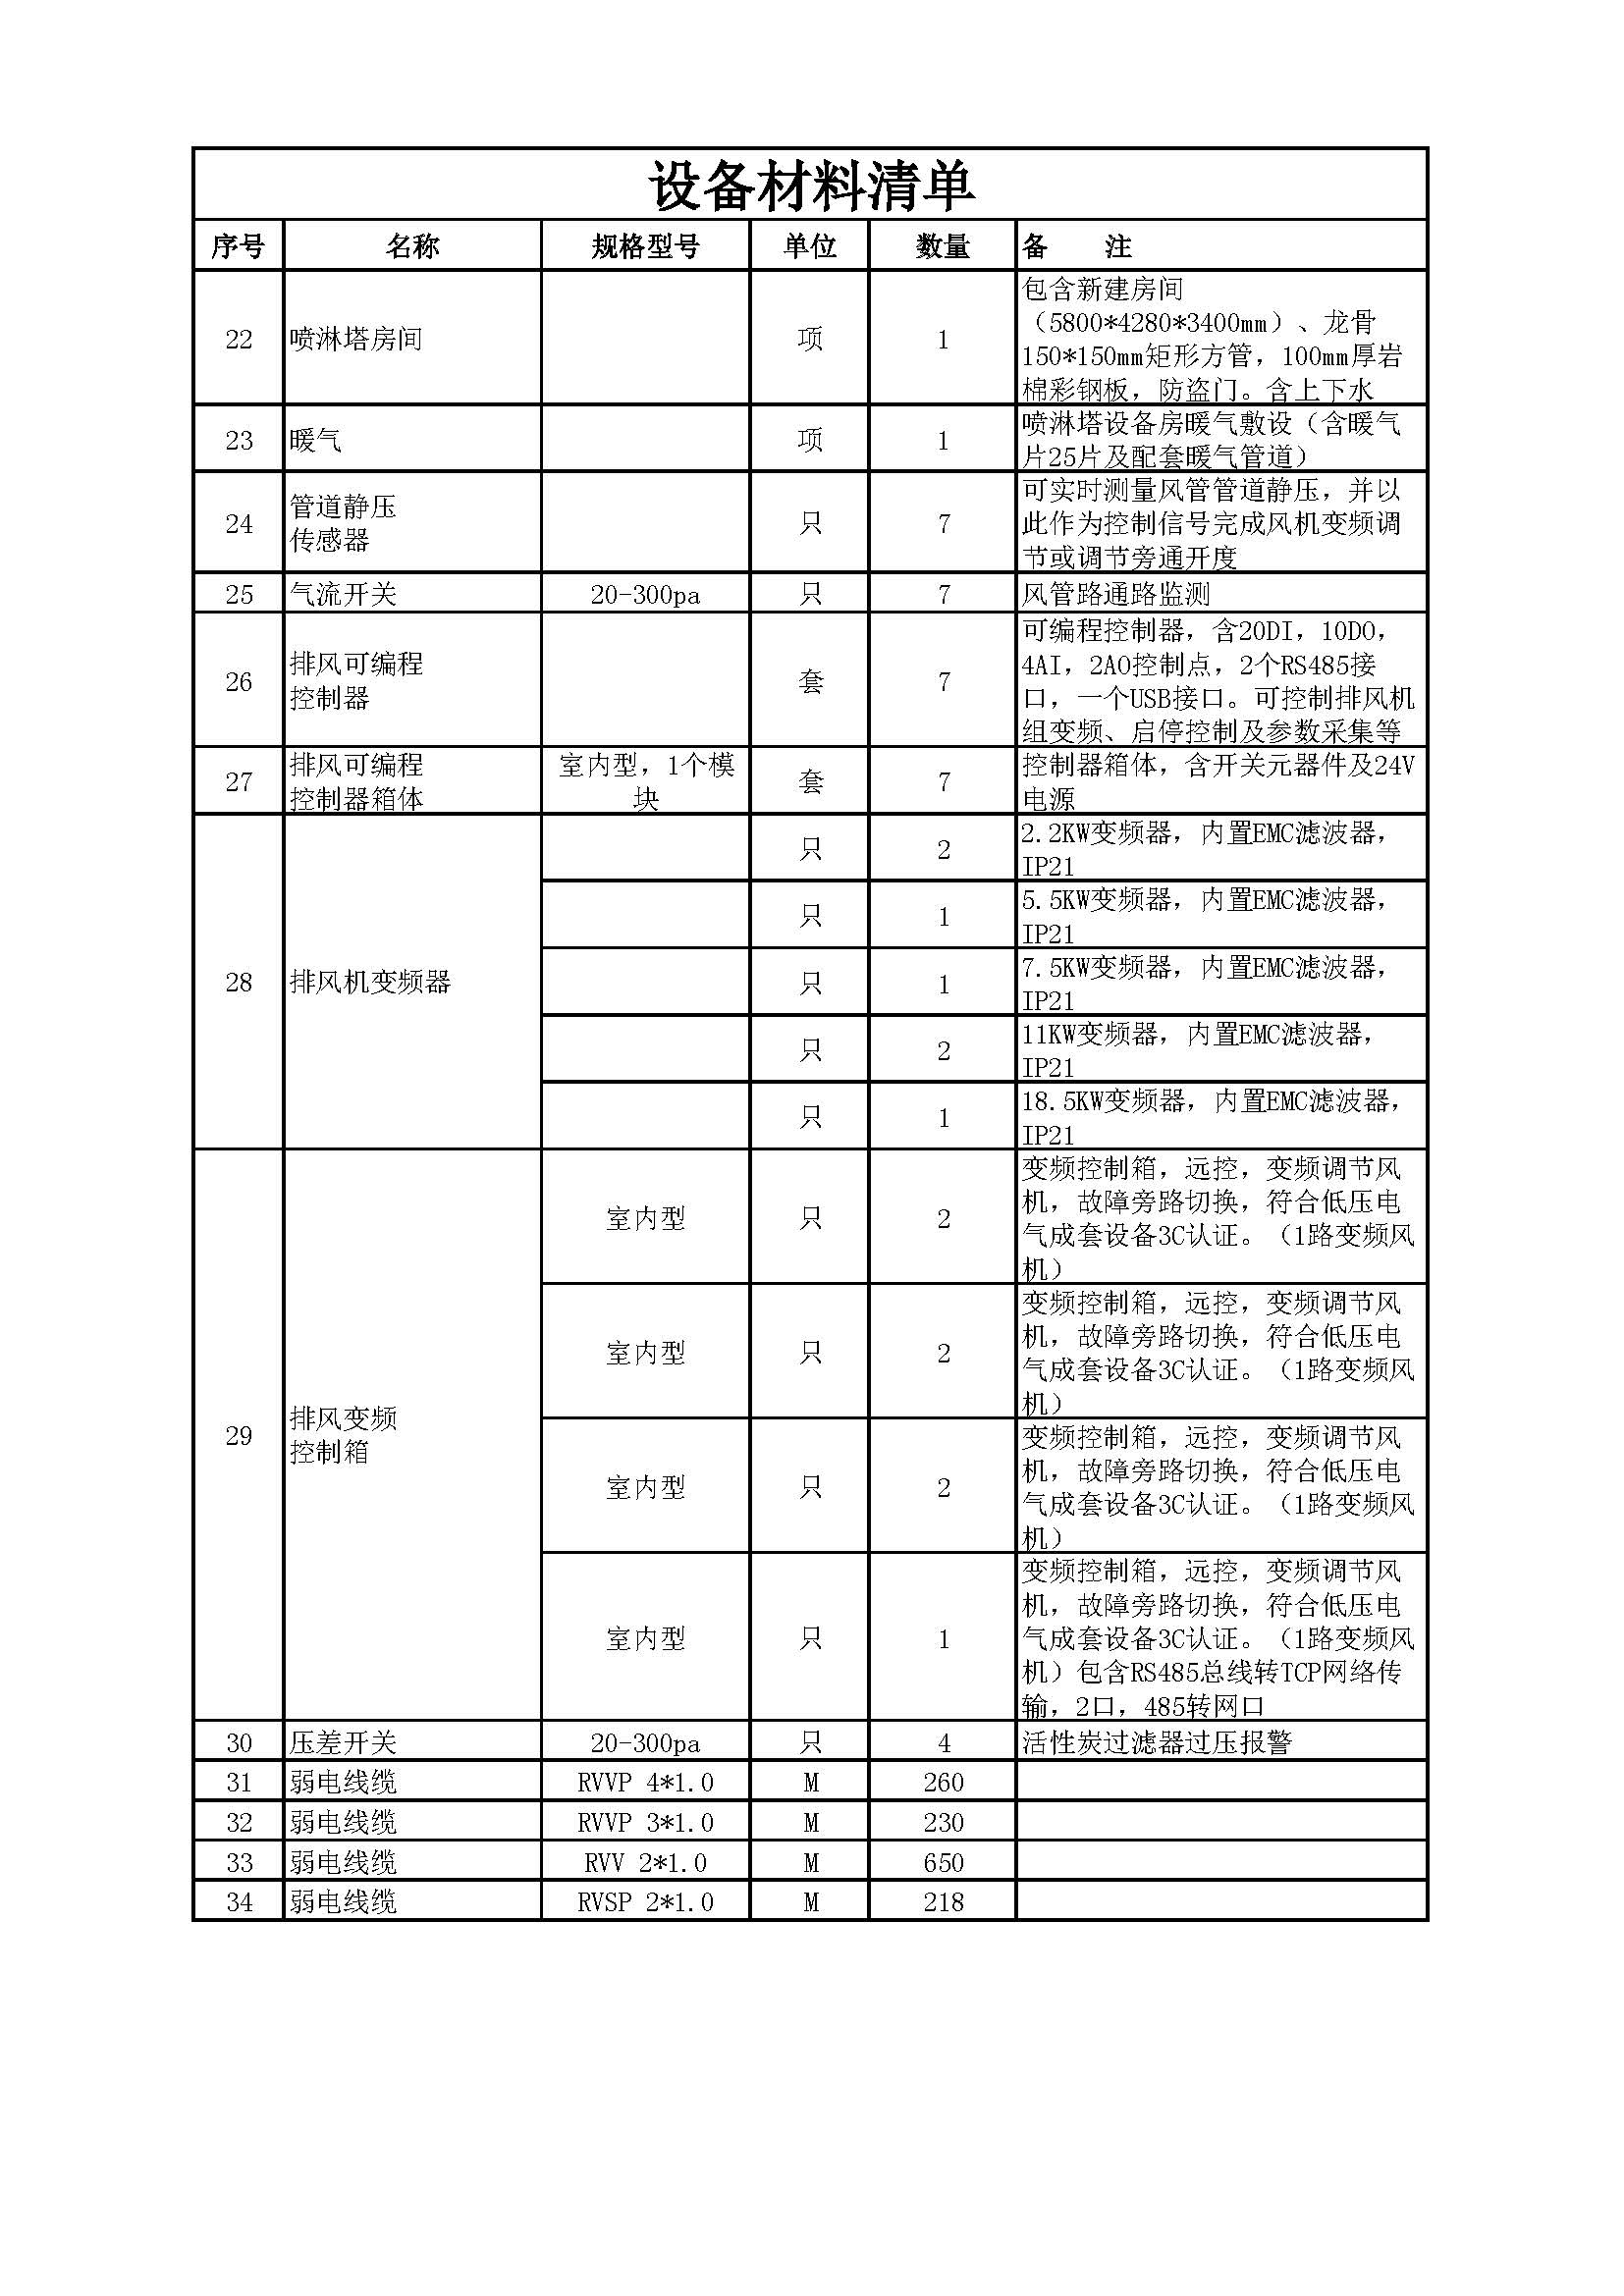 设备材料清单
序号 名称 规格型号 单位 数量 备 注
22 喷淋塔房间 项 1 包含新建房间
（5800*4280*3400mm）、龙骨
150*150mm矩形方管，100mm厚岩
棉彩钢板，防盗门。含上下水
23 暖气 项 1 喷淋塔设备房暖气敷设（含暖气
片25片及配套暖气管道）
24 管道静压
传感器 只 7 可实时测量风管管道静压，并以
此作为控制信号完成风机变频调
节或调节旁通开度
25 气流开关 20-300pa 只 7 风管路通路监测
26 排风可编程
控制器 套 7 可编程控制器，含20DI，10DO，
4AI，2AO控制点，2个RS485接
口，一个USB接口。可控制排风机
组变频、启停控制及参数采集等
27 排风可编程
控制器箱体 室内型，1个模
块 套 7 控制器箱体，含开关元器件及24V
电源
28 排风机变频器 只 2 2.2KW变频器，内置EMC滤波器，
IP21
只 1 5.5KW变频器，内置EMC滤波器，
IP21
只 1 7.5KW变频器，内置EMC滤波器，
IP21
只 2 11KW变频器，内置EMC滤波器，
IP21
只 1 18.5KW变频器，内置EMC滤波器，
IP21
29 排风变频
控制箱 室内型 只 2 变频控制箱，远控，变频调节风
机，故障旁路切换，符合低压电
气成套设备3C认证。（1路变频风
机）
室内型 只 2 变频控制箱，远控，变频调节风
机，故障旁路切换，符合低压电
气成套设备3C认证。（1路变频风
机）
室内型 只 2 变频控制箱，远控，变频调节风
机，故障旁路切换，符合低压电
气成套设备3C认证。（1路变频风
机）
室内型 只 1 变频控制箱，远控，变频调节风
机，故障旁路切换，符合低压电
气成套设备3C认证。（1路变频风
机）包含RS485总线转TCP网络传
输，2口，485转网口
30 压差开关 20-300pa 只 4 活性炭过滤器过压报警
31 弱电线缆 RVVP 4*1.0 M 260
32 弱电线缆 RVVP 3*1.0 M 230
33 弱电线缆 RVV 2*1.0 M 650
34 弱电线缆 RVSP 2*1.0 M 218